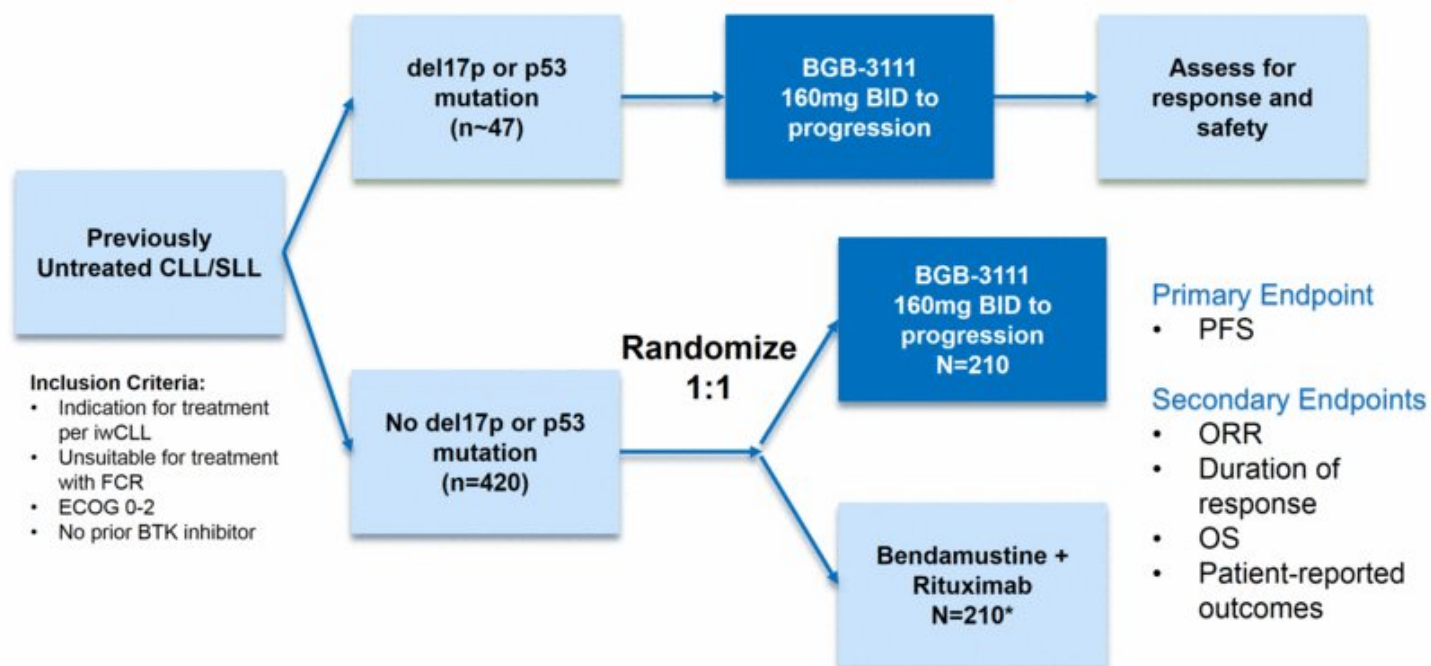 del17p or p53
mutation
(n~47)
BGB-3111
160mg BID to
progression
Assess for
response and
safety
Previously
Untreated CLL/SLL
Inclusion Criteria:
• Indication for treatment
per iwCLL
• Unsuitable for treatment
with FCR
• ECOG 0-2
• No prior BTK inhibitor
No del17p or p53
mutation
(n=420)
Randomize
1:1
BGB-3111
160mg BID to
progression
N=210
Bendamustine +
Rituximab
N=210*
Primary Endpoint
• PFS
Secondary Endpoints
• ORR
• Duration of
response
• OS
• Patient-reported
outcomes